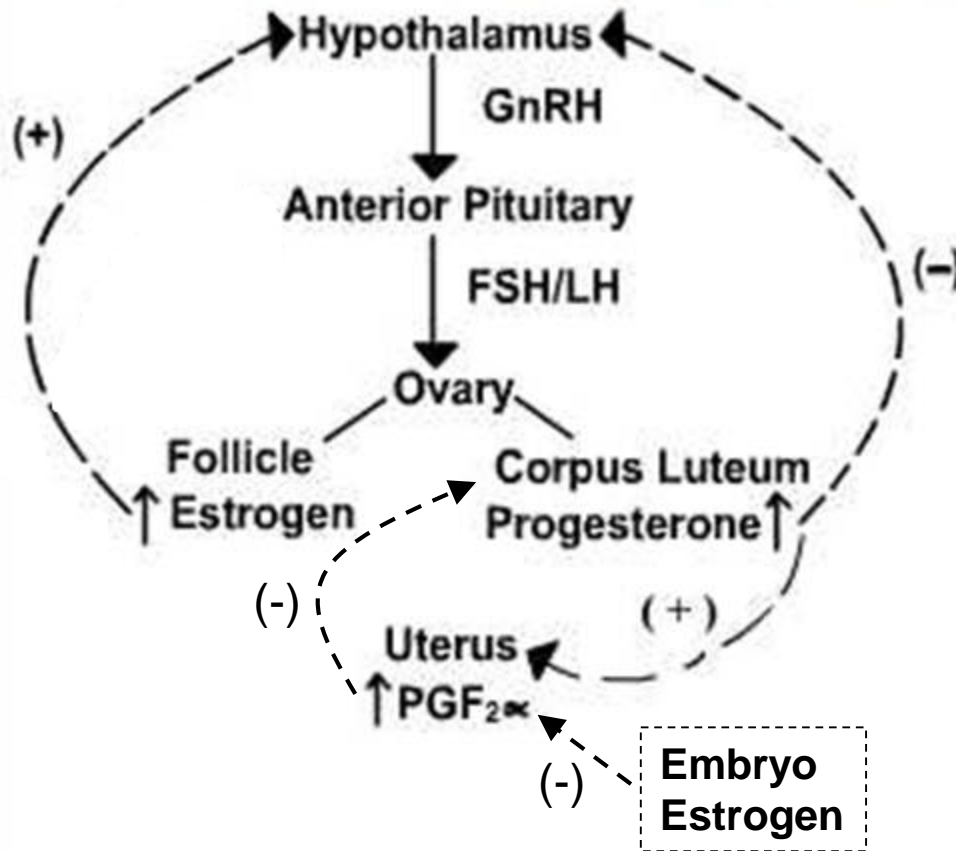 Hypothalamus
GnRH
(+)
Anterior Pituitary
(-)
FSH/LH
Ovary
Follicle
↑ Estrogen
Corpus Luteum
Progesterone ↑
(-)
(+)
Uterus
↑ PGF₂∝
(-)
Embryo
Estrogen